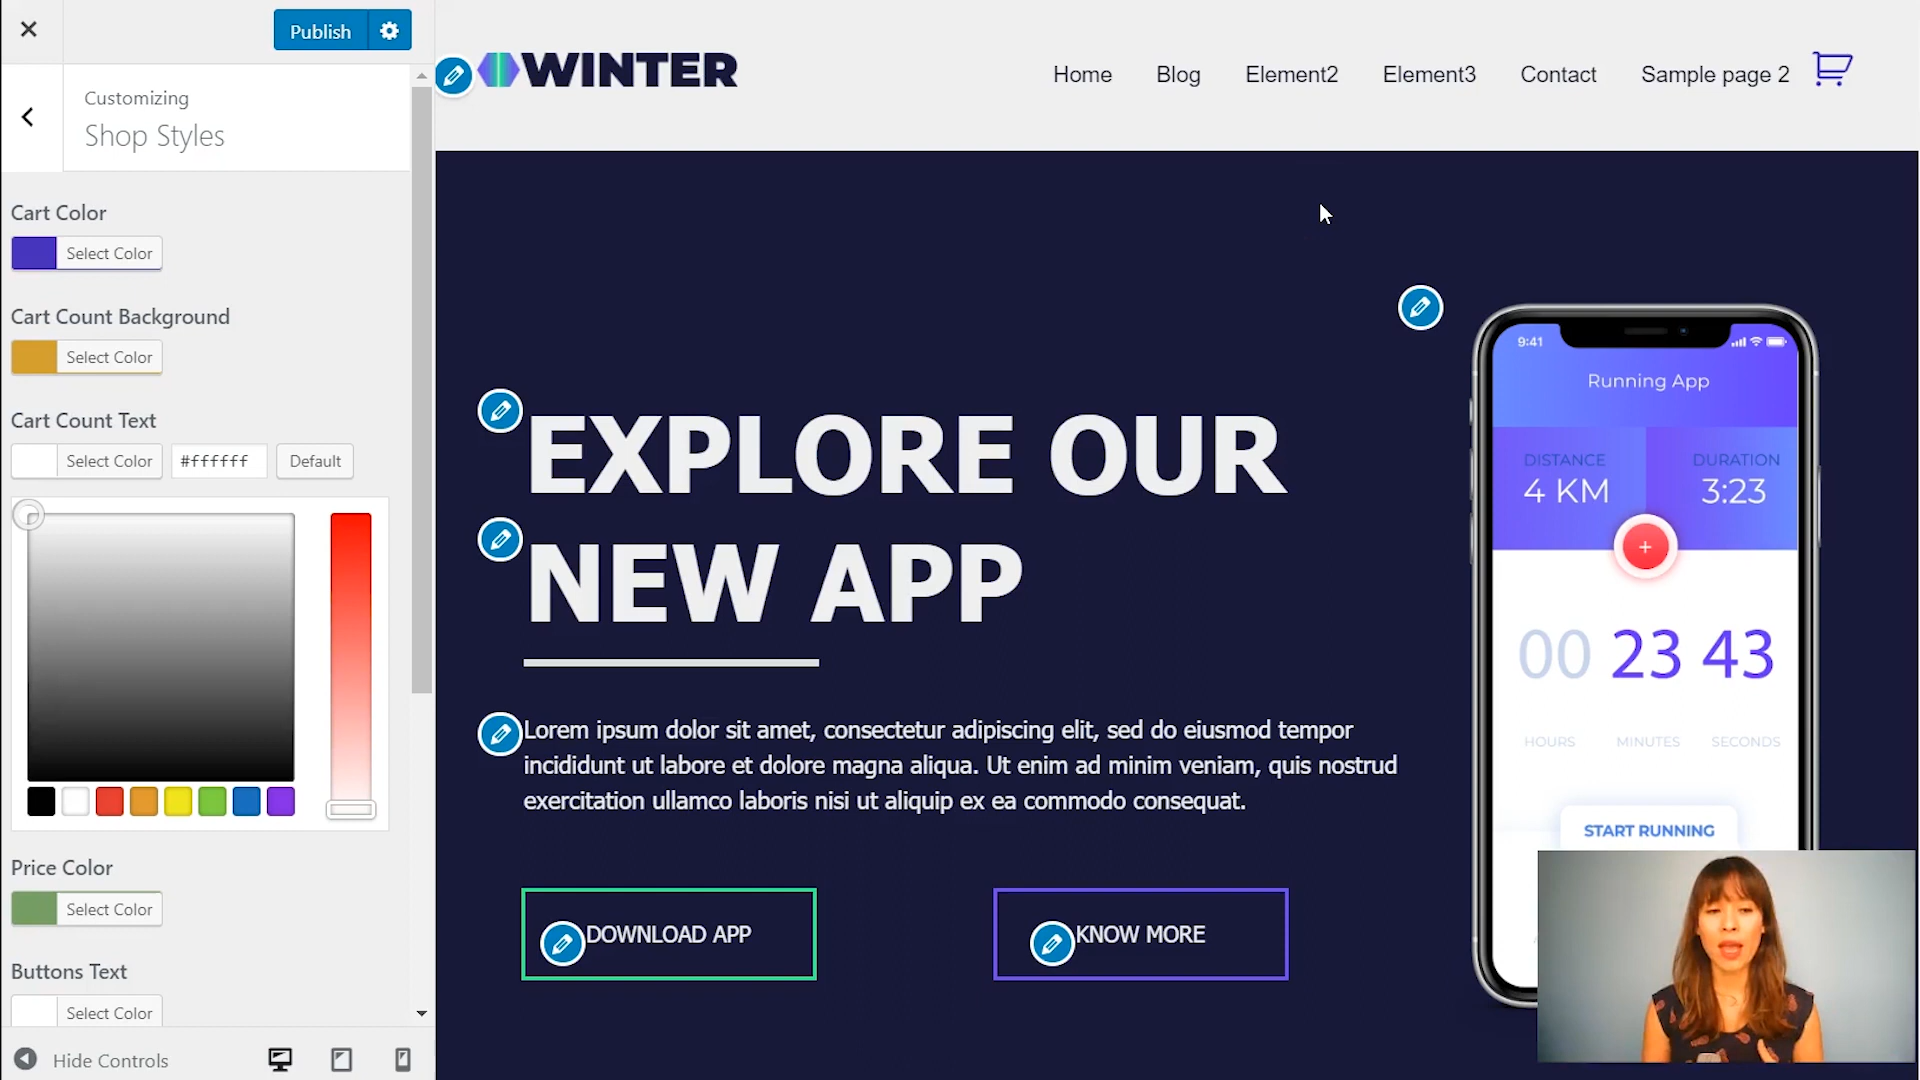 Publish
Customizing
Shop Styles
Cart Color
Select Color
Cart Count Background
Select Color
Cart Count Text
Select Color
#ffffff
Default
Price Color
Select Color
Buttons Text
Select Color
Hide Controls
WINTER
Home
Blog
Element2
Element3
Contact
Sample page 2
EXPLORE OUR
NEW APP
Lorem ipsum dolor sit amet, consectetur adipiscing elit, sed do eiusmod tempor
incididunt ut labore et dolore magna aliqua. Ut enim ad minim veniam, quis nostrud
exercitation ullamco laboris nisi ut aliquip ex ea commodo consequat.
DOWNLOAD APP
KNOW MORE
9:41
Running App
DISTANCE
4 KM
DURATION
3:23
00 23 43
HOURS
MINUTES
SECONDS
START RUNNING